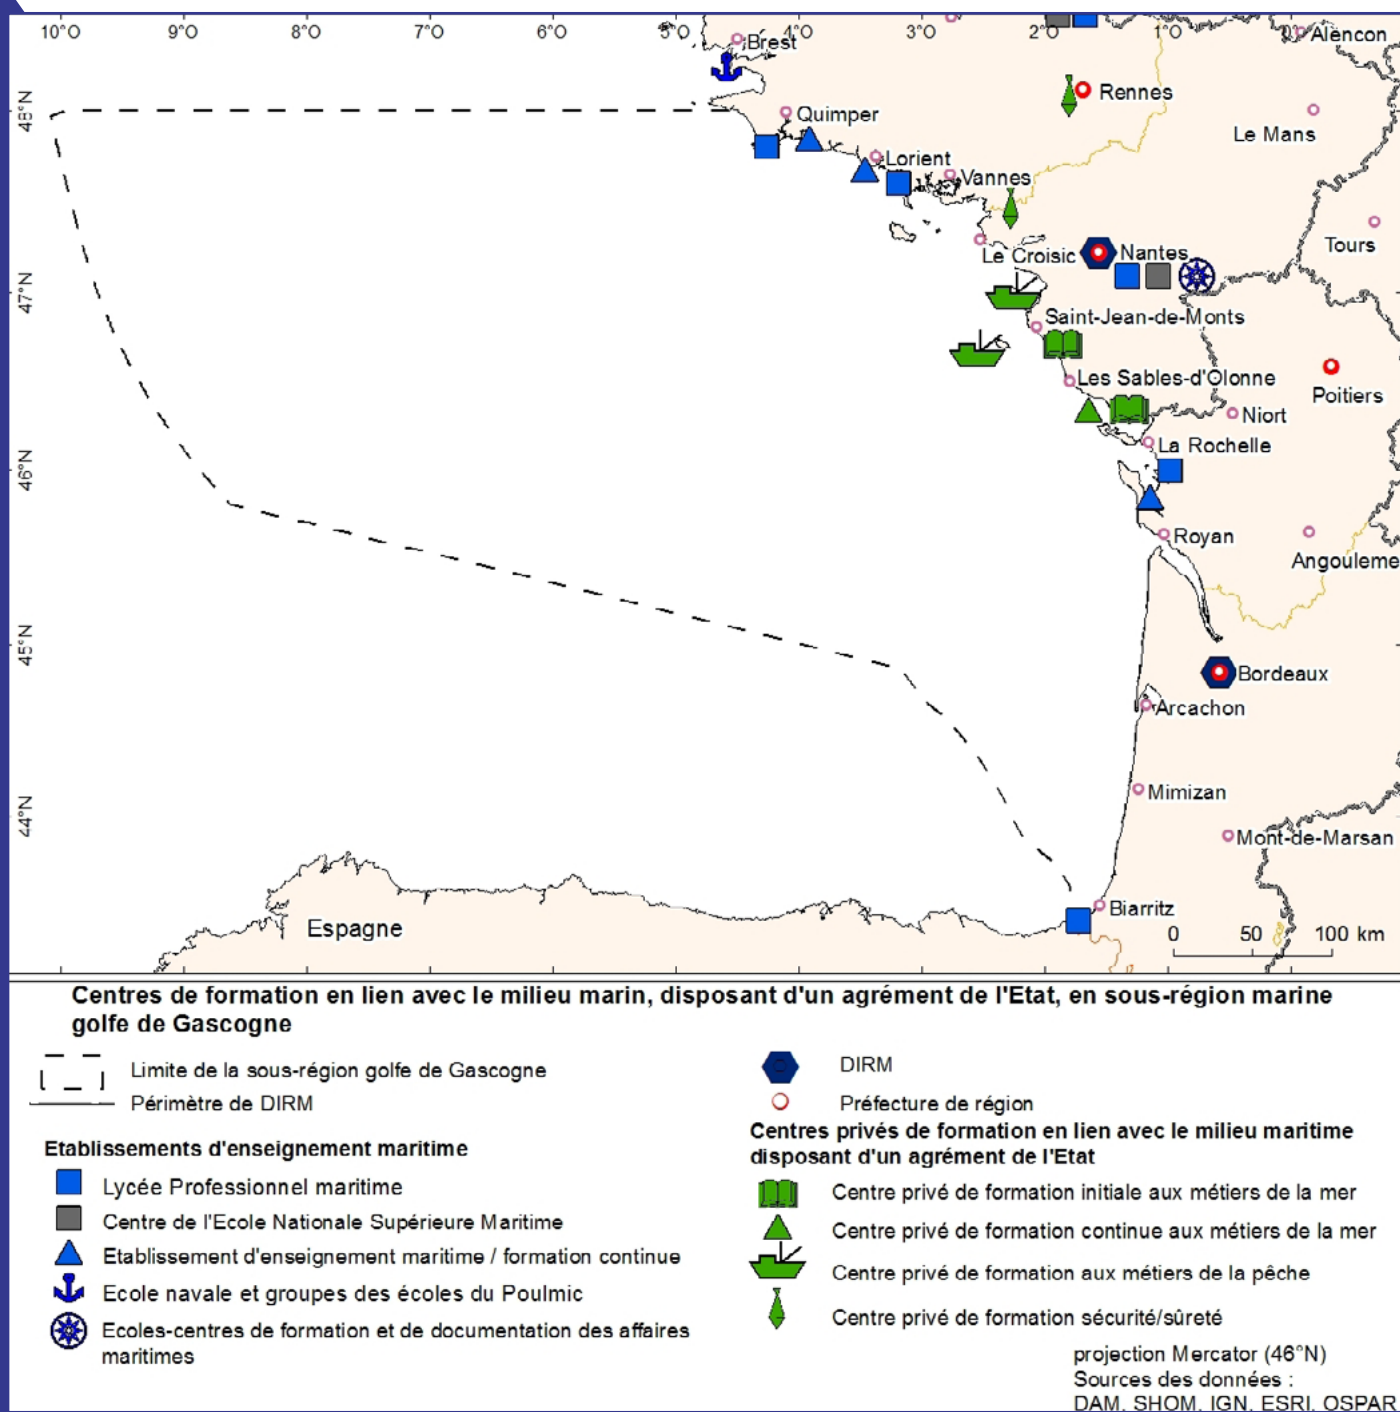 10°O 9°O 8°O 7°O 6°O 5°O 4°O 3°O 2°O 1°O 0°
48°N
47°N
46°N
45°N
44°N
Brest
Alençon
Rennes
Quimper
Le Mans
Lorient
Vannes
Tours
Le Croisic
Nantes
Saint-Jean-de-Monts
Les Sables-d'Olonne
Poitiers
Niort
La Rochelle
Royan
Angouleme
Bordeaux
Arcachon
Mimizan
Mont-de-Marsan
Biarritz
Espagne
0 50 100 km
Centres de formation en lien avec le milieu marin, disposant d'un agrément de l'Etat, en sous-région marine
golfe de Gascogne
Limite de la sous-région golfe de Gascogne
Périmètre de DIRM
Etablissements d'enseignement maritime
Lycée Professionnel maritime
Centre de l'Ecole Nationale Supérieure Maritime
Etablissement d'enseignement maritime / formation continue
Ecole navale et groupes des écoles du Poulmic
Ecoles-centres de formation et de documentation des affaires
maritimes
DIRM
Préfecture de région
Centres privés de formation en lien avec le milieu maritime
disposant d'un agrément de l'Etat
Centre privé de formation initiale aux métiers de la mer
Centre privé de formation continue aux métiers de la mer
Centre privé de formation aux métiers de la pêche
Centre privé de formation sécurité/sûreté
projection Mercator (46°N)
Sources des données :
DAM, SHOM, IGN, ESRI, OSPAR